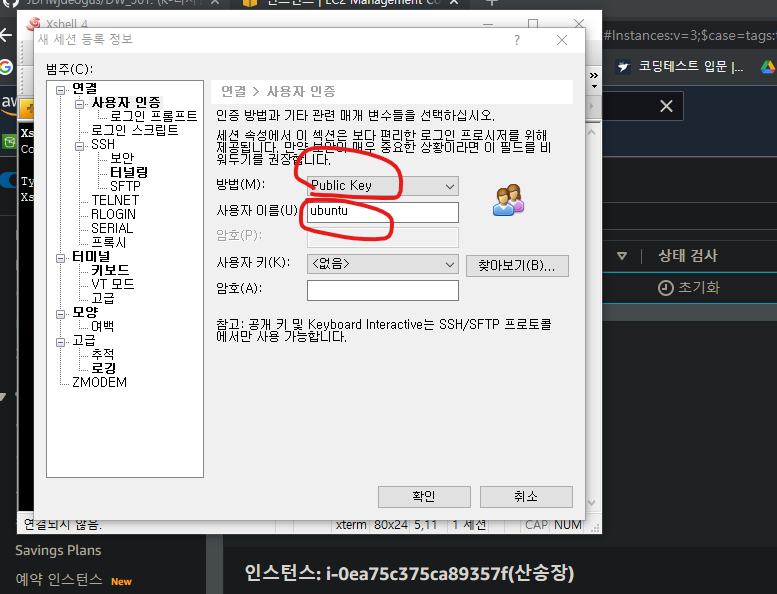 인스턴스 | EC2 Management Co
Xshell 4
#Instances:v=3;$case=tags:
새 세션 등록 정보
?
코딩테스트 입문 |...
범주(C):
연결
사용자 인증
로그인 프롬프트
로그인 스크립트
SSH
보안
터널링
SFTP
TELNET
RLOGIN
SERIAL
프록시
터미널
키보드
VT 모드
고급
모양
여백
고급
추적
로깅
ZMODEM
연결 > 사용자 인증
인증 방법과 기타 관련 매개 변수들을 선택하십시오.
세션 속성에서 이 섹션은 보다 편리한 로그인 프로시저를 위해
제공됩니다. 만약 보안이 매우 중요한 상황이라면 이 필드를 비
워두기를 권장합니다.
방법(M):
Public Key
사용자 이름(U)
ubuntu
암호(P):
사용자 키(K):
<없음>
찾아보기(B)...
암호(A):
참고: 공개 키 및 Keyboard Interactive는 SSH/SFTP 프로토콜
에서만 사용 가능합니다.
확인
취소
상태 검사
초기화
연결되지 않음.
xterm
80x24
5,11
1 세션
CAP
NUM
Savings Plans
예약 인스턴스 New
인스턴스: i-0ea75c375ca89357f(산송장)